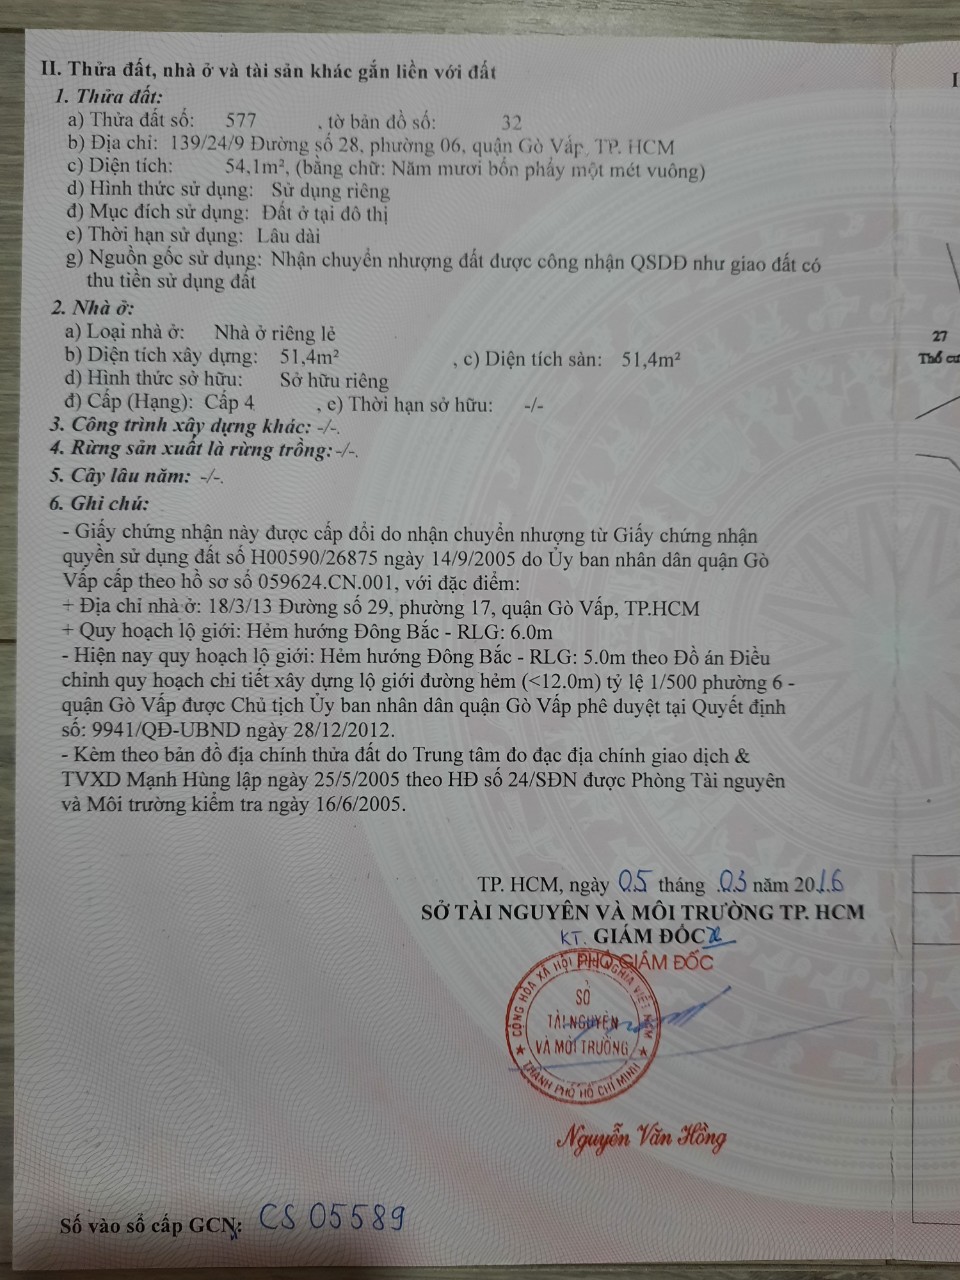 II. Thửa đất, nhà ở và tài sản khác gắn liền với đất
1. Thửa đất:
a) Thửa đất số: 577 , tờ bản đồ số: 32
b) Địa chỉ: 139/24/9 Đường số 28, phường 06, quận Gò Vấp, TP. HCM
c) Diện tích: 54,1m², (bằng chữ: Năm mươi bốn phẩy một mét vuông)
d) Hình thức sử dụng: Sử dụng riêng
đ) Mục đích sử dụng: Đất ở tại đô thị
e) Thời hạn sử dụng: Lâu dài
g) Nguồn gốc sử dụng: Nhận chuyển nhượng đất được công nhận QSDĐ như giao đất có
thu tiền sử dụng đất
2. Nhà ở:
a) Loại nhà ở: Nhà ở riêng lẻ
b) Diện tích xây dựng: 51,4m² , c) Diện tích sàn: 51,4m²
d) Hình thức sở hữu: Sở hữu riêng
đ) Cấp (Hạng): Cấp 4 , e) Thời hạn sở hữu: -/-
3. Công trình xây dựng khác: -/-.
4. Rừng sản xuất là rừng trồng: -/-.
5. Cây lâu năm: -/-.
6. Ghi chú:
- Giấy chứng nhận này được cấp đổi do nhận chuyển nhượng từ Giấy chứng nhận
quyền sử dụng đất số H00590/26875 ngày 14/9/2005 do Ủy ban nhân dân quận Gò
Vấp cấp theo hồ sơ số 059624.CN.001, với đặc điểm:
+ Địa chỉ nhà ở: 18/3/13 Đường số 29, phường 17, quận Gò Vấp, TP.HCM
+ Quy hoạch lộ giới: Hẻm hướng Đông Bắc - RLG: 6.0m
- Hiện nay quy hoạch lộ giới: Hẻm hướng Đông Bắc - RLG: 5.0m theo Đồ án Điều
chỉnh quy hoạch chi tiết xây dựng lộ giới đường hẻm (<12.0m) tỷ lệ 1/500 phường 6 -
quận Gò Vấp được Chủ tịch Ủy ban nhân dân quận Gò Vấp phê duyệt tại Quyết định
số: 9941/QĐ-UBND ngày 28/12/2012.
- Kèm theo bản đồ địa chính thửa đất do Trung tâm đo đạc địa chính giao dịch &
TVXD Mạnh Hùng lập ngày 25/5/2005 theo HĐ số 24/SĐN được Phòng Tài nguyên
và Môi trường kiểm tra ngày 16/6/2005.
TP. HCM, ngày 05 tháng 03 năm 2016
SỞ TÀI NGUYÊN VÀ MÔI TRƯỜNG TP. HCM
KT. GIÁM ĐỐC
PHÓ GIÁM ĐỐC
CỘNG HÒA XÃ HỘI CHỦ NGHĨA VIỆT NAM
SỞ
TÀI NGUYÊN
VÀ MÔI TRƯỜNG
THÀNH PHỐ HỒ CHÍ MINH
Nguyễn Văn Hồng
Số vào sổ cấp GCN: CS 05589
I
27
Thổ cư